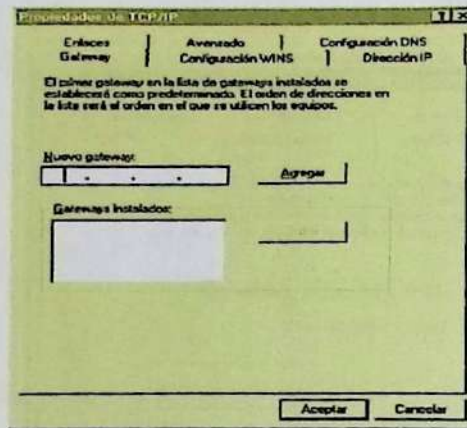 Propiedades de TCP/IP
Enlaces Avanzado Configuración DNS
Gateway Configuración WINS Dirección IP
El primer gateway en la lista de gateways instalados se
establecerá como predeterminado. El orden de direcciones en
la lista será el orden en el que se utilicen los equipos.
Nuevo gateway:
Agregar
Gateways instalados:
Aceptar Cancelar